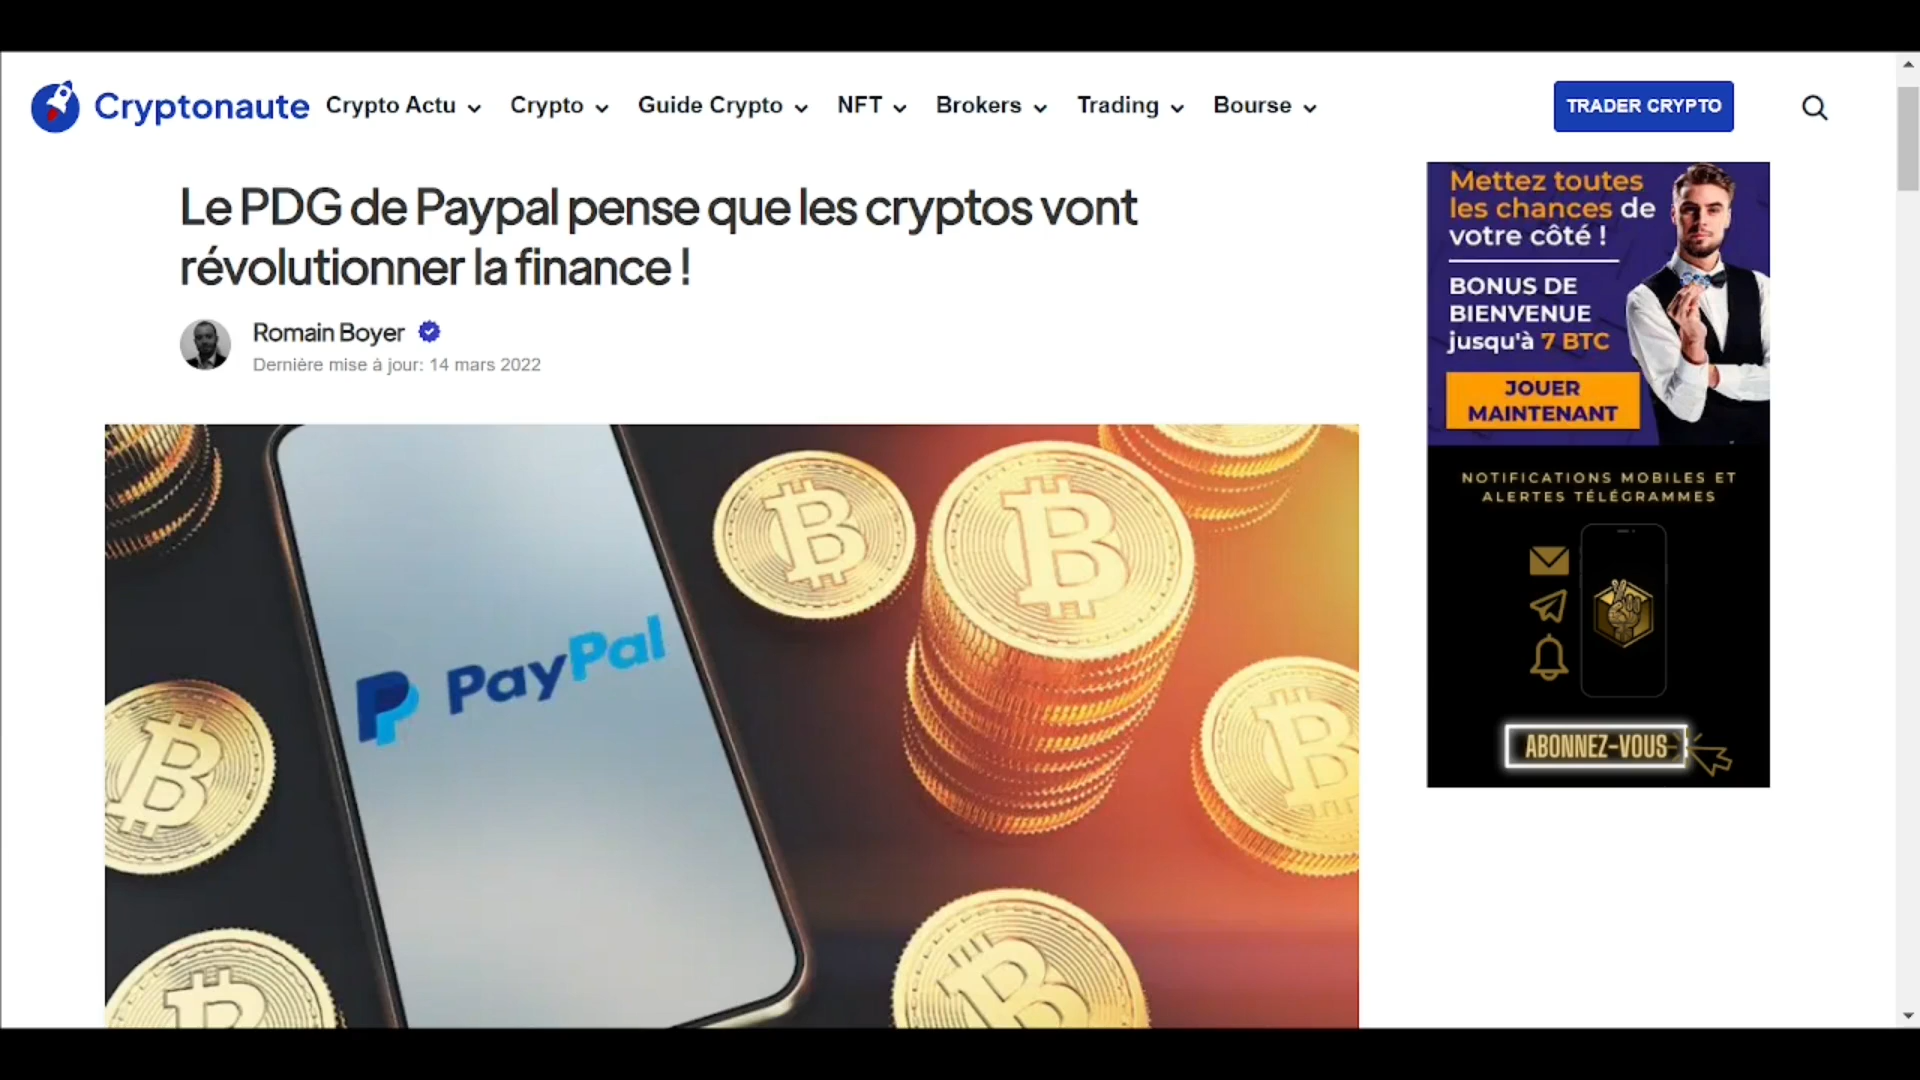 Cryptonaute
Crypto Actu
Crypto
Guide Crypto
NFT
Brokers
Trading
Bourse
TRADER CRYPTO
Le PDG de Paypal pense que les cryptos vont
révolutionner la finance !
Romain Boyer
Dernière mise à jour: 14 mars 2022
PayPal
Mettez toutes
les chances de
votre côté !
BONUS DE
BIENVENUE
jusqu'à 7 BTC
JOUER
MAINTENANT
NOTIFICATIONS MOBILES ET
ALERTES TÉLÉGRAMMES
ABONNEZ-VOUS